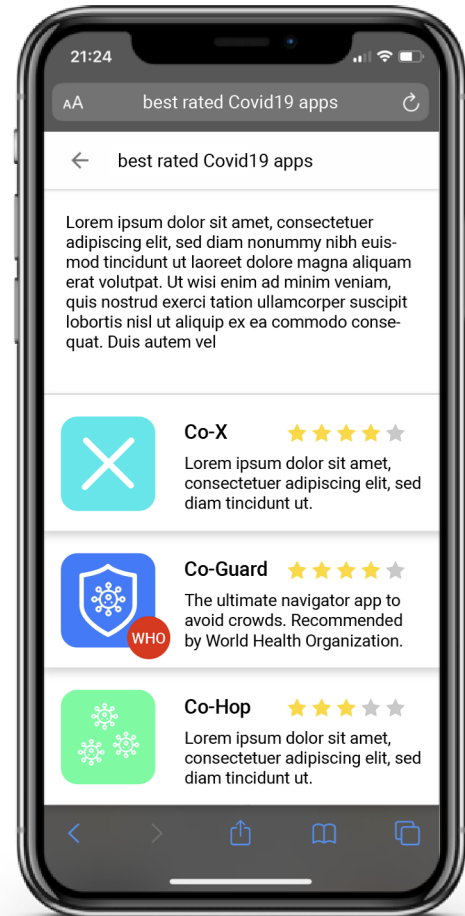 21:24
AA best rated Covid19 apps
best rated Covid19 apps
Lorem ipsum dolor sit amet, consectetuer
adipiscing elit, sed diam nonummy nibh euis-
mod tincidunt ut laoreet dolore magna aliquam
erat volutpat. Ut wisi enim ad minim veniam,
quis nostrud exerci tation ullamcorper suscipit
lobortis nisl ut aliquip ex ea commodo conse-
quat. Duis autem vel
Co-X
Lorem ipsum dolor sit amet,
consectetuer adipiscing elit, sed
diam tincidunt ut.
WHO
Co-Guard
The ultimate navigator app to
avoid crowds. Recommended
by World Health Organization.
Co-Hop
Lorem ipsum dolor sit amet,
consectetuer adipiscing elit, sed
diam tincidunt ut.